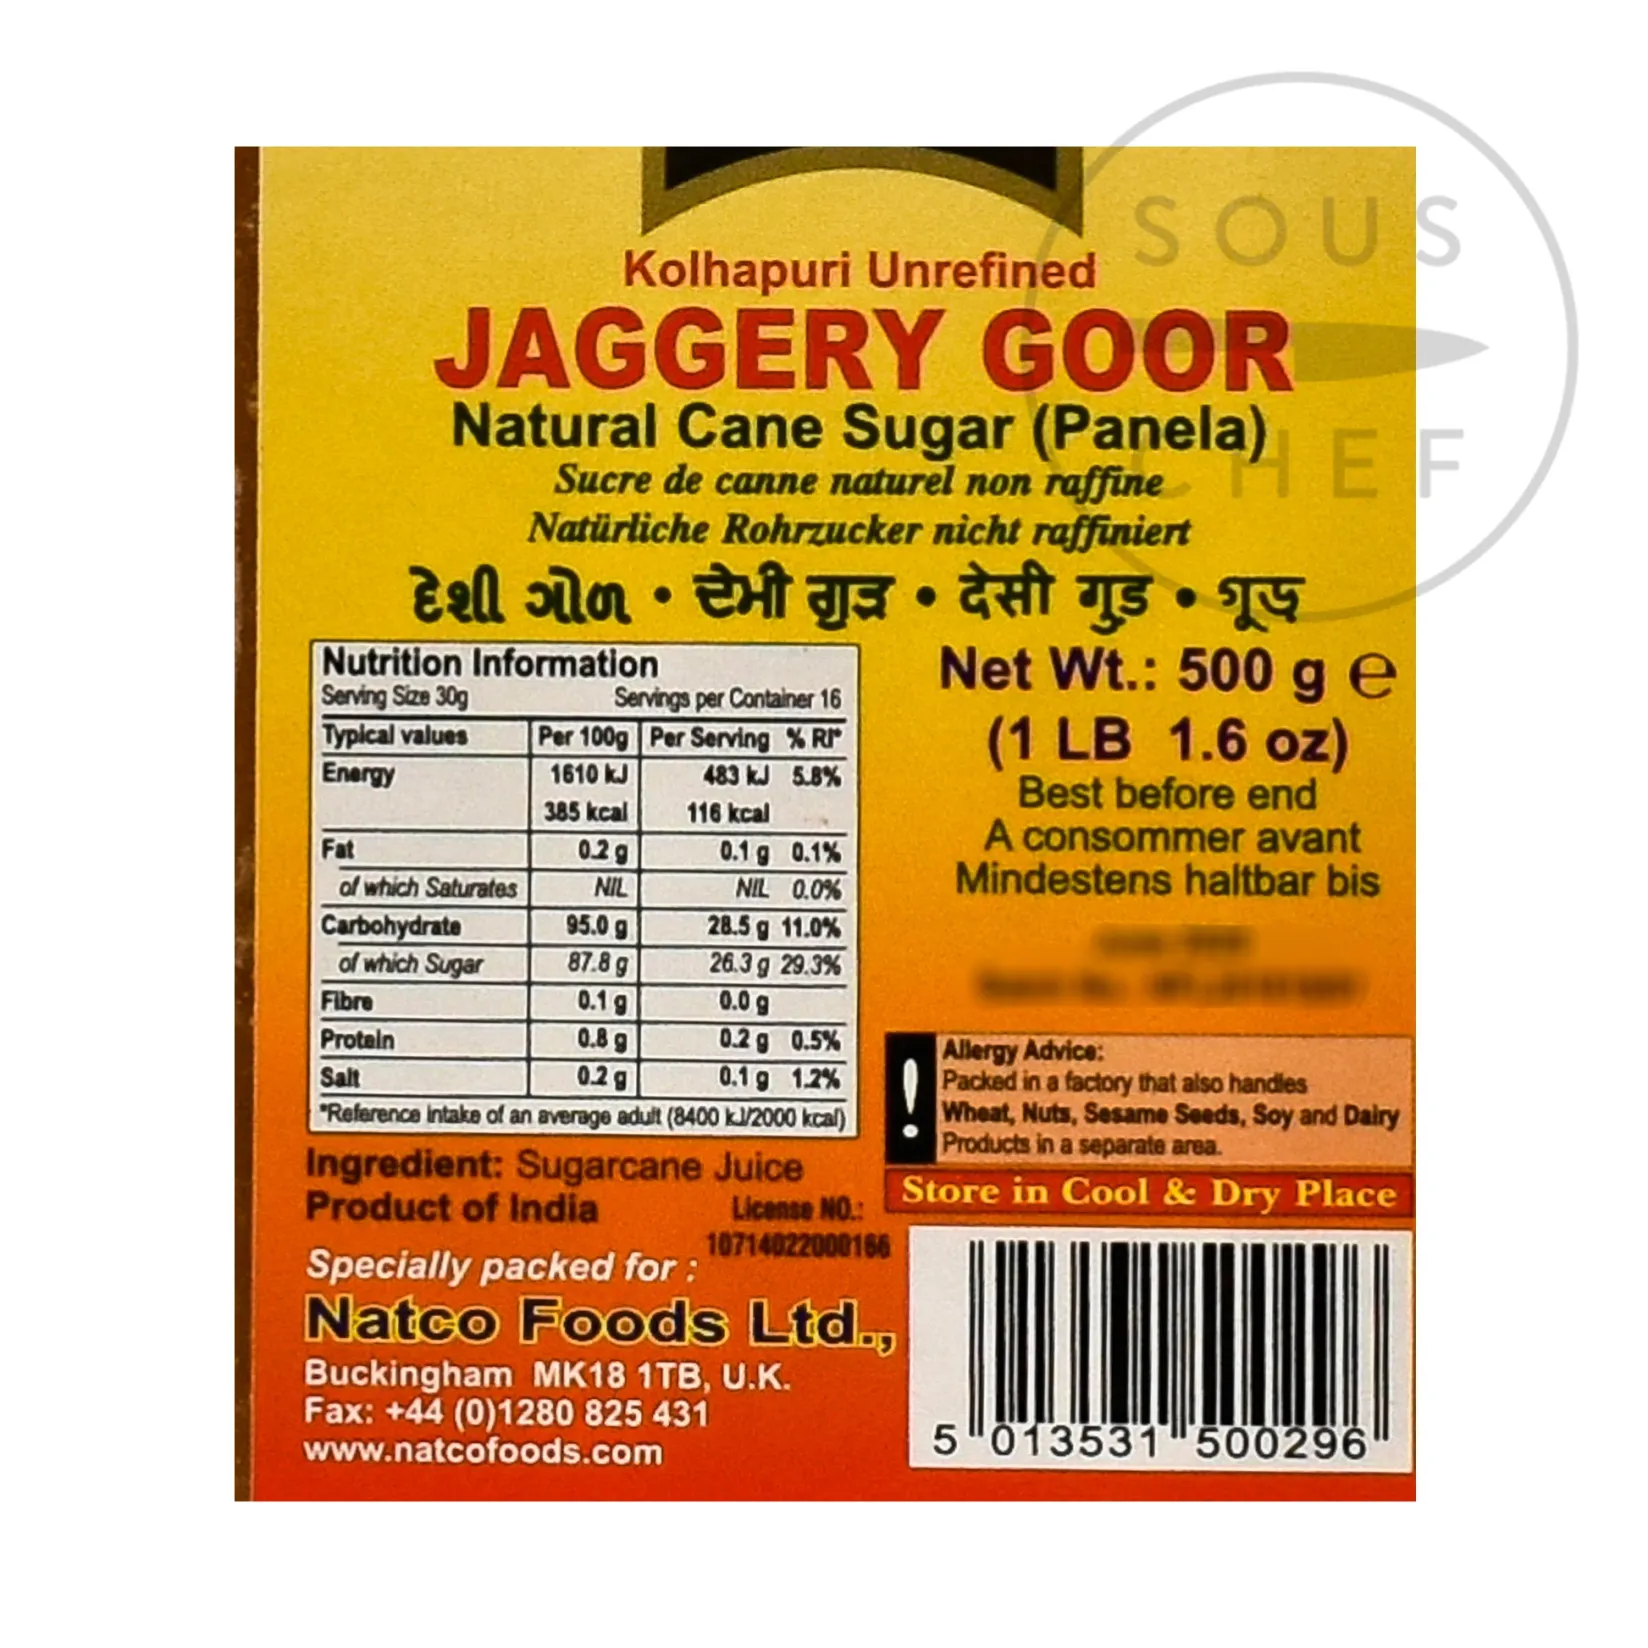 SOUS
CHEF
Kolhapuri Unrefined
JAGGERY GOOR
Natural Cane Sugar (Panela)
Sucre de canne naturel non raffine
Natürliche Rohrzucker nicht raffiniert
દેશી ગોળ • ਦੇਸੀ ਗੁੜ • देसी गुड • গুড়
Nutrition Information
Serving Size 30g Servings per Container 16
Typical values Per 100g Per Serving % RI*
Energy 1610 kJ 483 kJ 5.8%
385 kcal 116 kcal
Fat 0.2 g 0.1 g 0.1%
of which Saturates NIL NIL 0.0%
Carbohydrate 95.0 g 28.5 g 11.0%
of which Sugar 87.8 g 26.3 g 29.3%
Fibre 0.1 g 0.0 g
Protein 0.8 g 0.2 g 0.5%
Salt 0.2 g 0.1 g 1.2%
*Reference intake of an average adult (8400 kJ/2000 kcal)
Net Wt.: 500 g e
(1 LB 1.6 oz)
Best before end
A consommer avant
Mindestens haltbar bis
! Allergy Advice:
Packed in a factory that also handles
Wheat, Nuts, Sesame Seeds, Soy and Dairy
Products in a separate area.
Store in Cool & Dry Place
Ingredient: Sugarcane Juice
Product of India
License NO.:
10714022000166
Specially packed for :
Natco Foods Ltd.,
Buckingham MK18 1TB, U.K.
Fax: +44 (0)1280 825 431
www.natcofoods.com
5 013531 500296